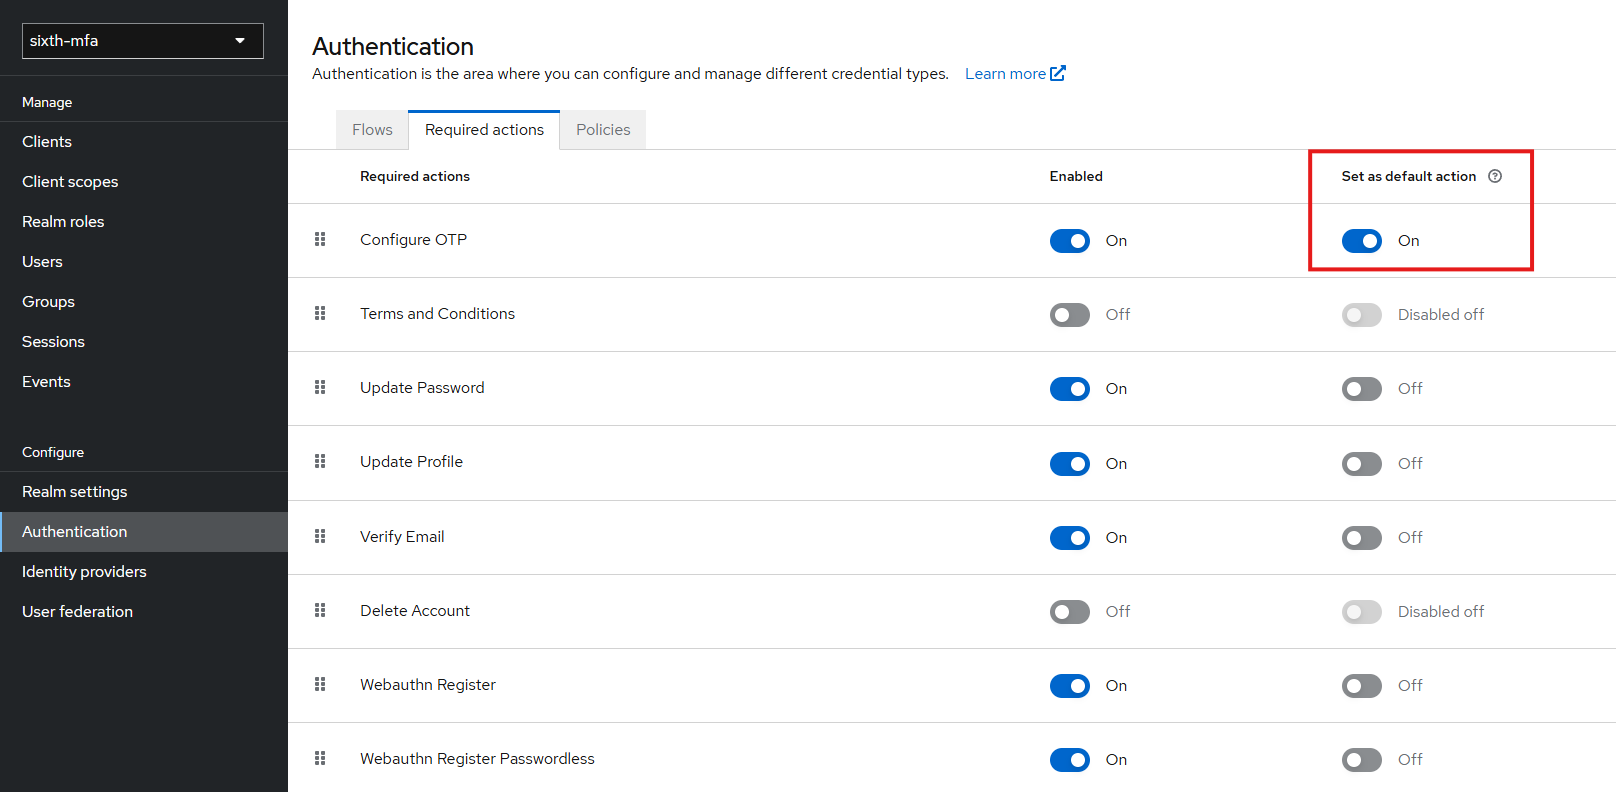 sixth-mfa
Manage
Clients
Client scopes
Realm roles
Users
Groups
Sessions
Events
Configure
Realm settings
Authentication
Identity providers
User federation
Authentication
Authentication is the area where you can configure and manage different credential types. Learn more
Flows Required actions Policies
Required actions Enabled Set as default action
Configure OTP On On
Terms and Conditions Off Disabled off
Update Password On Off
Update Profile On Off
Verify Email On Off
Delete Account Off Disabled off
Webauthn Register On Off
Webauthn Register Passwordless On Off